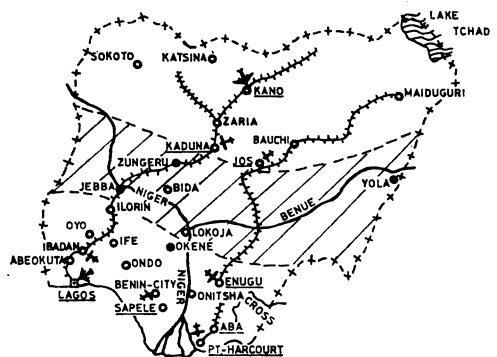 LAKE
TCHAD
KATSINA
SOKOTO
KANO
MAIDUGURI
ZARIA
KADUNA
BAUCHI
ZUNGERU
JOS
JEBBA
NIGER
BIDA
YOLA
ILORIN
BENUE
OYO
LOKOJA
IBADAN
IFE
OKENE
ABEOKUTA
ONDO
NIGER
ENUGU
LAGOS
BENIN-CITY
ONITSHA
CROSS
SAPELE
ABA
PT-HARCOURT